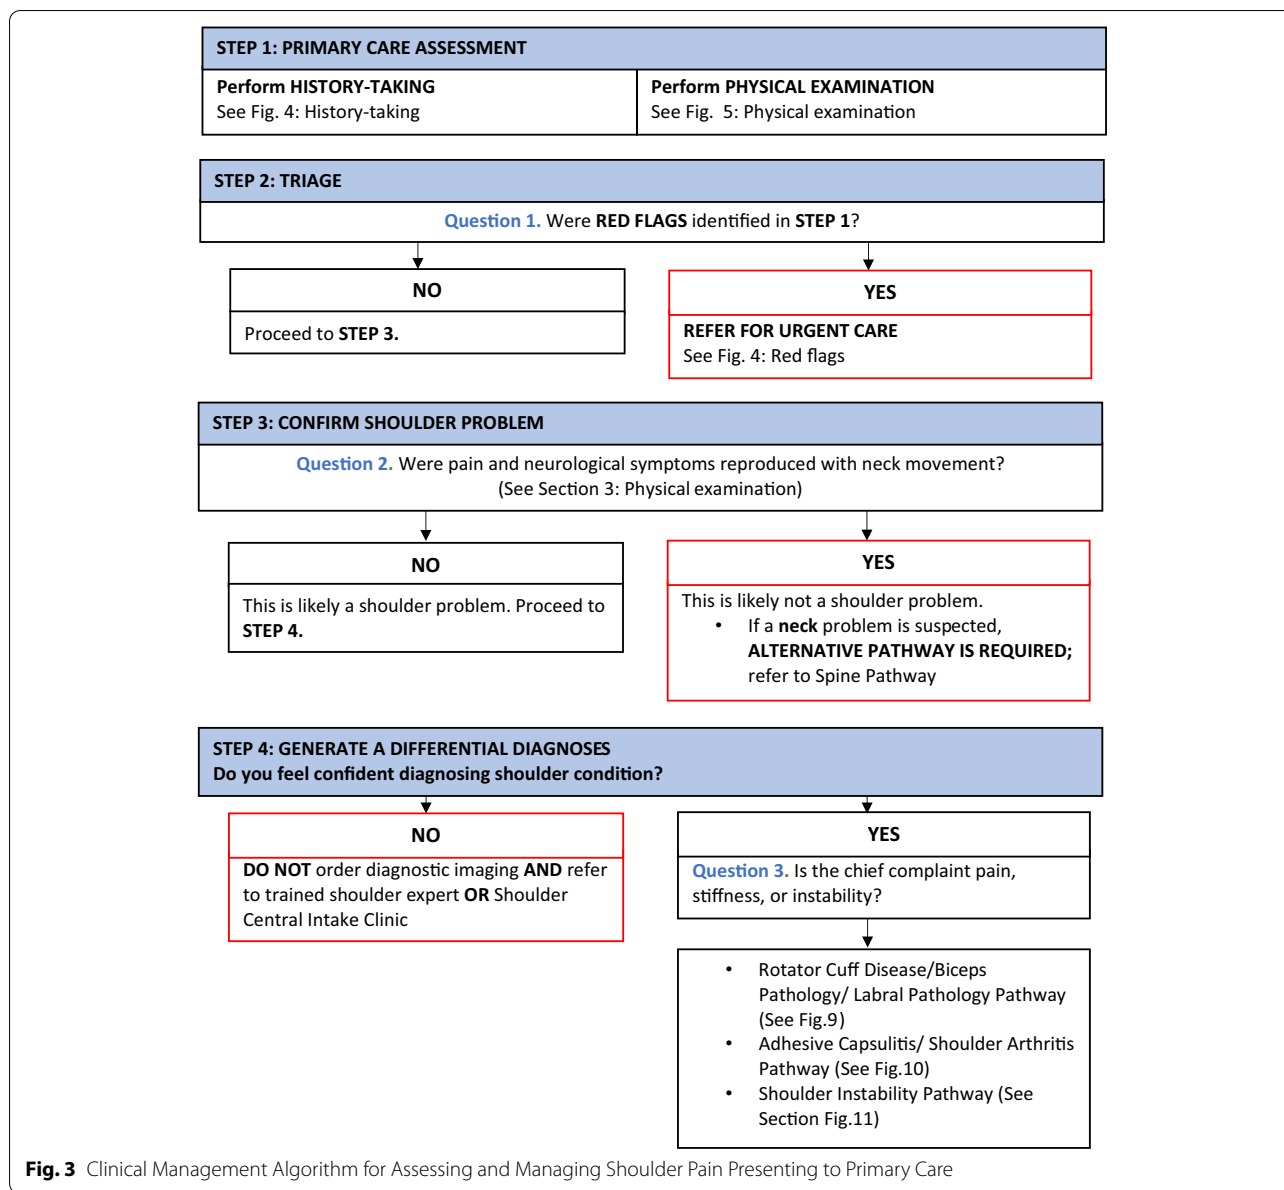 STEP 1: PRIMARY CARE ASSESSMENT
Perform HISTORY-TAKING
See Fig. 4: History-taking
Perform PHYSICAL EXAMINATION
See Fig. 5: Physical examination
STEP 2: TRIAGE
Question 1. Were RED FLAGS identified in STEP 1?
NO
Proceed to STEP 3.
YES
REFER FOR URGENT CARE
See Fig. 4: Red flags
STEP 3: CONFIRM SHOULDER PROBLEM
Question 2. Were pain and neurological symptoms reproduced with neck movement?
(See Section 3: Physical examination)
NO
This is likely a shoulder problem. Proceed to
STEP 4.
YES
This is likely not a shoulder problem.
• If a neck problem is suspected,
ALTERNATIVE PATHWAY IS REQUIRED;
refer to Spine Pathway
STEP 4: GENERATE A DIFFERENTIAL DIAGNOSES
Do you feel confident diagnosing shoulder condition?
NO
DO NOT order diagnostic imaging AND refer
to trained shoulder expert OR Shoulder
Central Intake Clinic
YES
Question 3. Is the chief complaint pain,
stiffness, or instability?
• Rotator Cuff Disease/Biceps
Pathology/ Labral Pathology Pathway
(See Fig.9)
• Adhesive Capsulitis/ Shoulder Arthritis
Pathway (See Fig.10)
• Shoulder Instability Pathway (See
Section Fig.11)
Fig. 3 Clinical Management Algorithm for Assessing and Managing Shoulder Pain Presenting to Primary Care